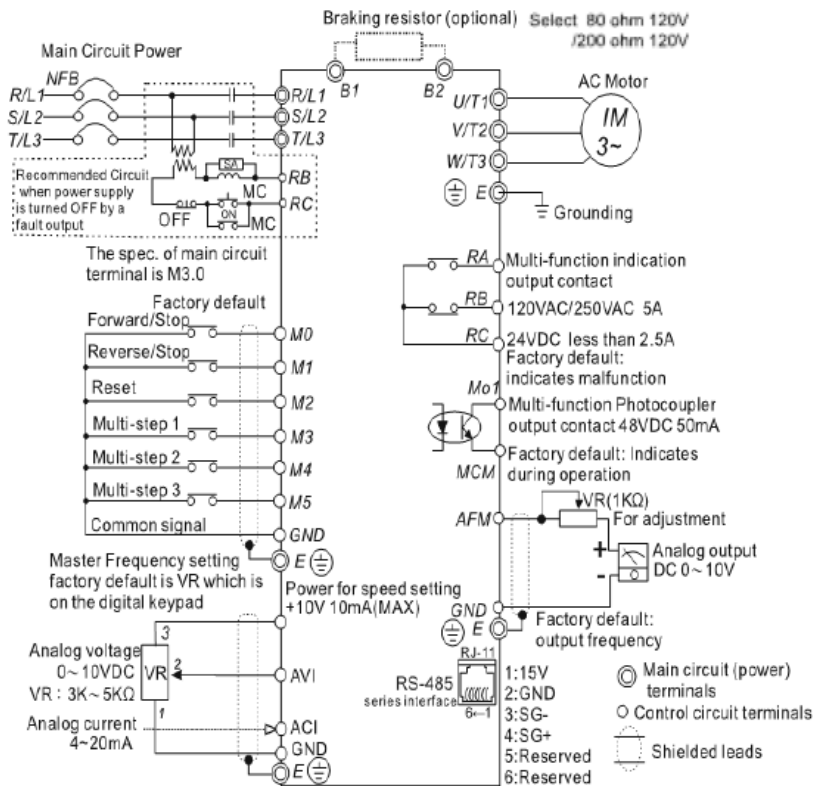 Braking resistor (optional) Select 80 ohm 120V
/200 ohm 120V
Main Circuit Power
NFB
R/L1
S/L2
T/L3
R/L1
S/L2
T/L3
B1
B2
U/T1
V/T2
W/T3
E
AC Motor
IM
3~
Grounding
Recommended Circuit
when power supply
is turned OFF by a
fault output
SA
MC
OFF
ON
MC
RB
RC
The spec. of main circuit
terminal is M3.0
RA
Multi-function indication
output contact
RB
120VAC/250VAC 5A
RC
24VDC less than 2.5A
Factory default:
indicates malfunction
Factory default
Forward/Stop
M0
Reverse/Stop
M1
Reset
M2
Multi-step 1
M3
Multi-step 2
M4
Multi-step 3
M5
Common signal
GND
E
Mo1
Multi-function Photocoupler
output contact 48VDC 50mA
MCM
Factory default: Indicates
during operation
AFM
VR(1KΩ)
For adjustment
+
-
Analog output
DC 0~10V
GND
E
Factory default:
output frequency
Master Frequency setting
factory default is VR which is
on the digital keypad
Power for speed setting
+10V 10mA(MAX)
3
Analog voltage
0~10VDC
VR : 3K~5KΩ
VR
2
1
AVI
Analog current
4~20mA
ACI
GND
E
RJ-11
RS-485
series interface
6←1
1:15V
2:GND
3:SG-
4:SG+
5:Reserved
6:Reserved
Main circuit (power)
terminals
Control circuit terminals
Shielded leads